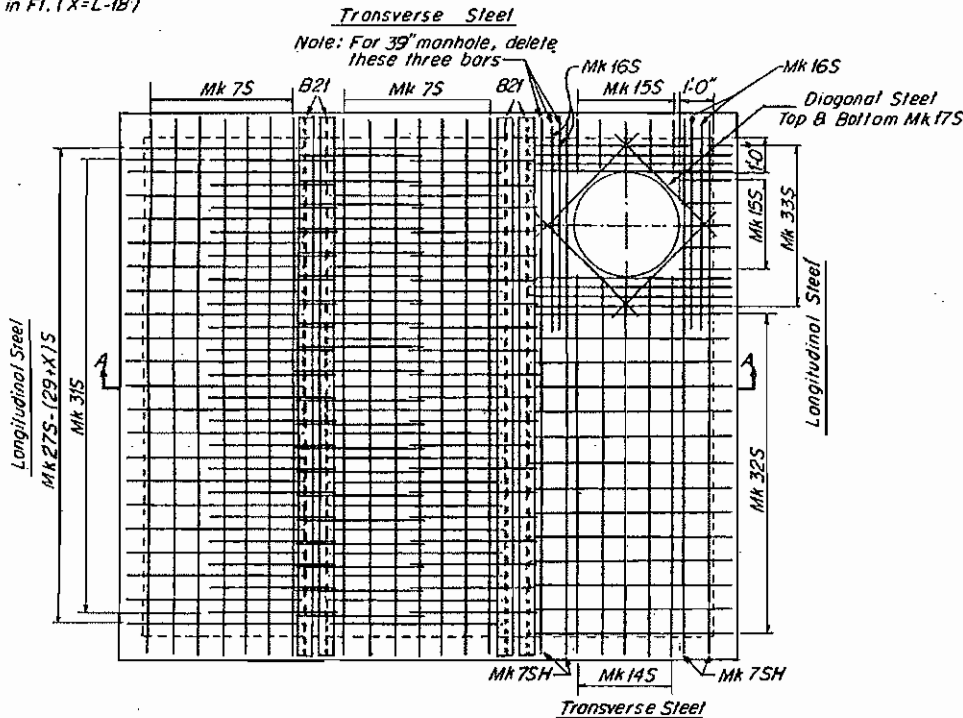 in Ft. (X=L-18')
Transverse Steel
Note: For 39" manhole, delete
these three bars
Mk 16S
Mk 7S
B21
Mk 7S
B21
Mk 15S
1'-0"
Mk 16S
Diagonal Steel
Top & Bottom Mk 17S
1'-0"
Mk 15S
Mk 33S
Longitudinal Steel
Mk 27S-(29+X)S
Mk 31S
A
A
Longitudinal Steel
Mk 32S
Mk 7SH
Mk 14S
Mk 7SH
Transverse Steel